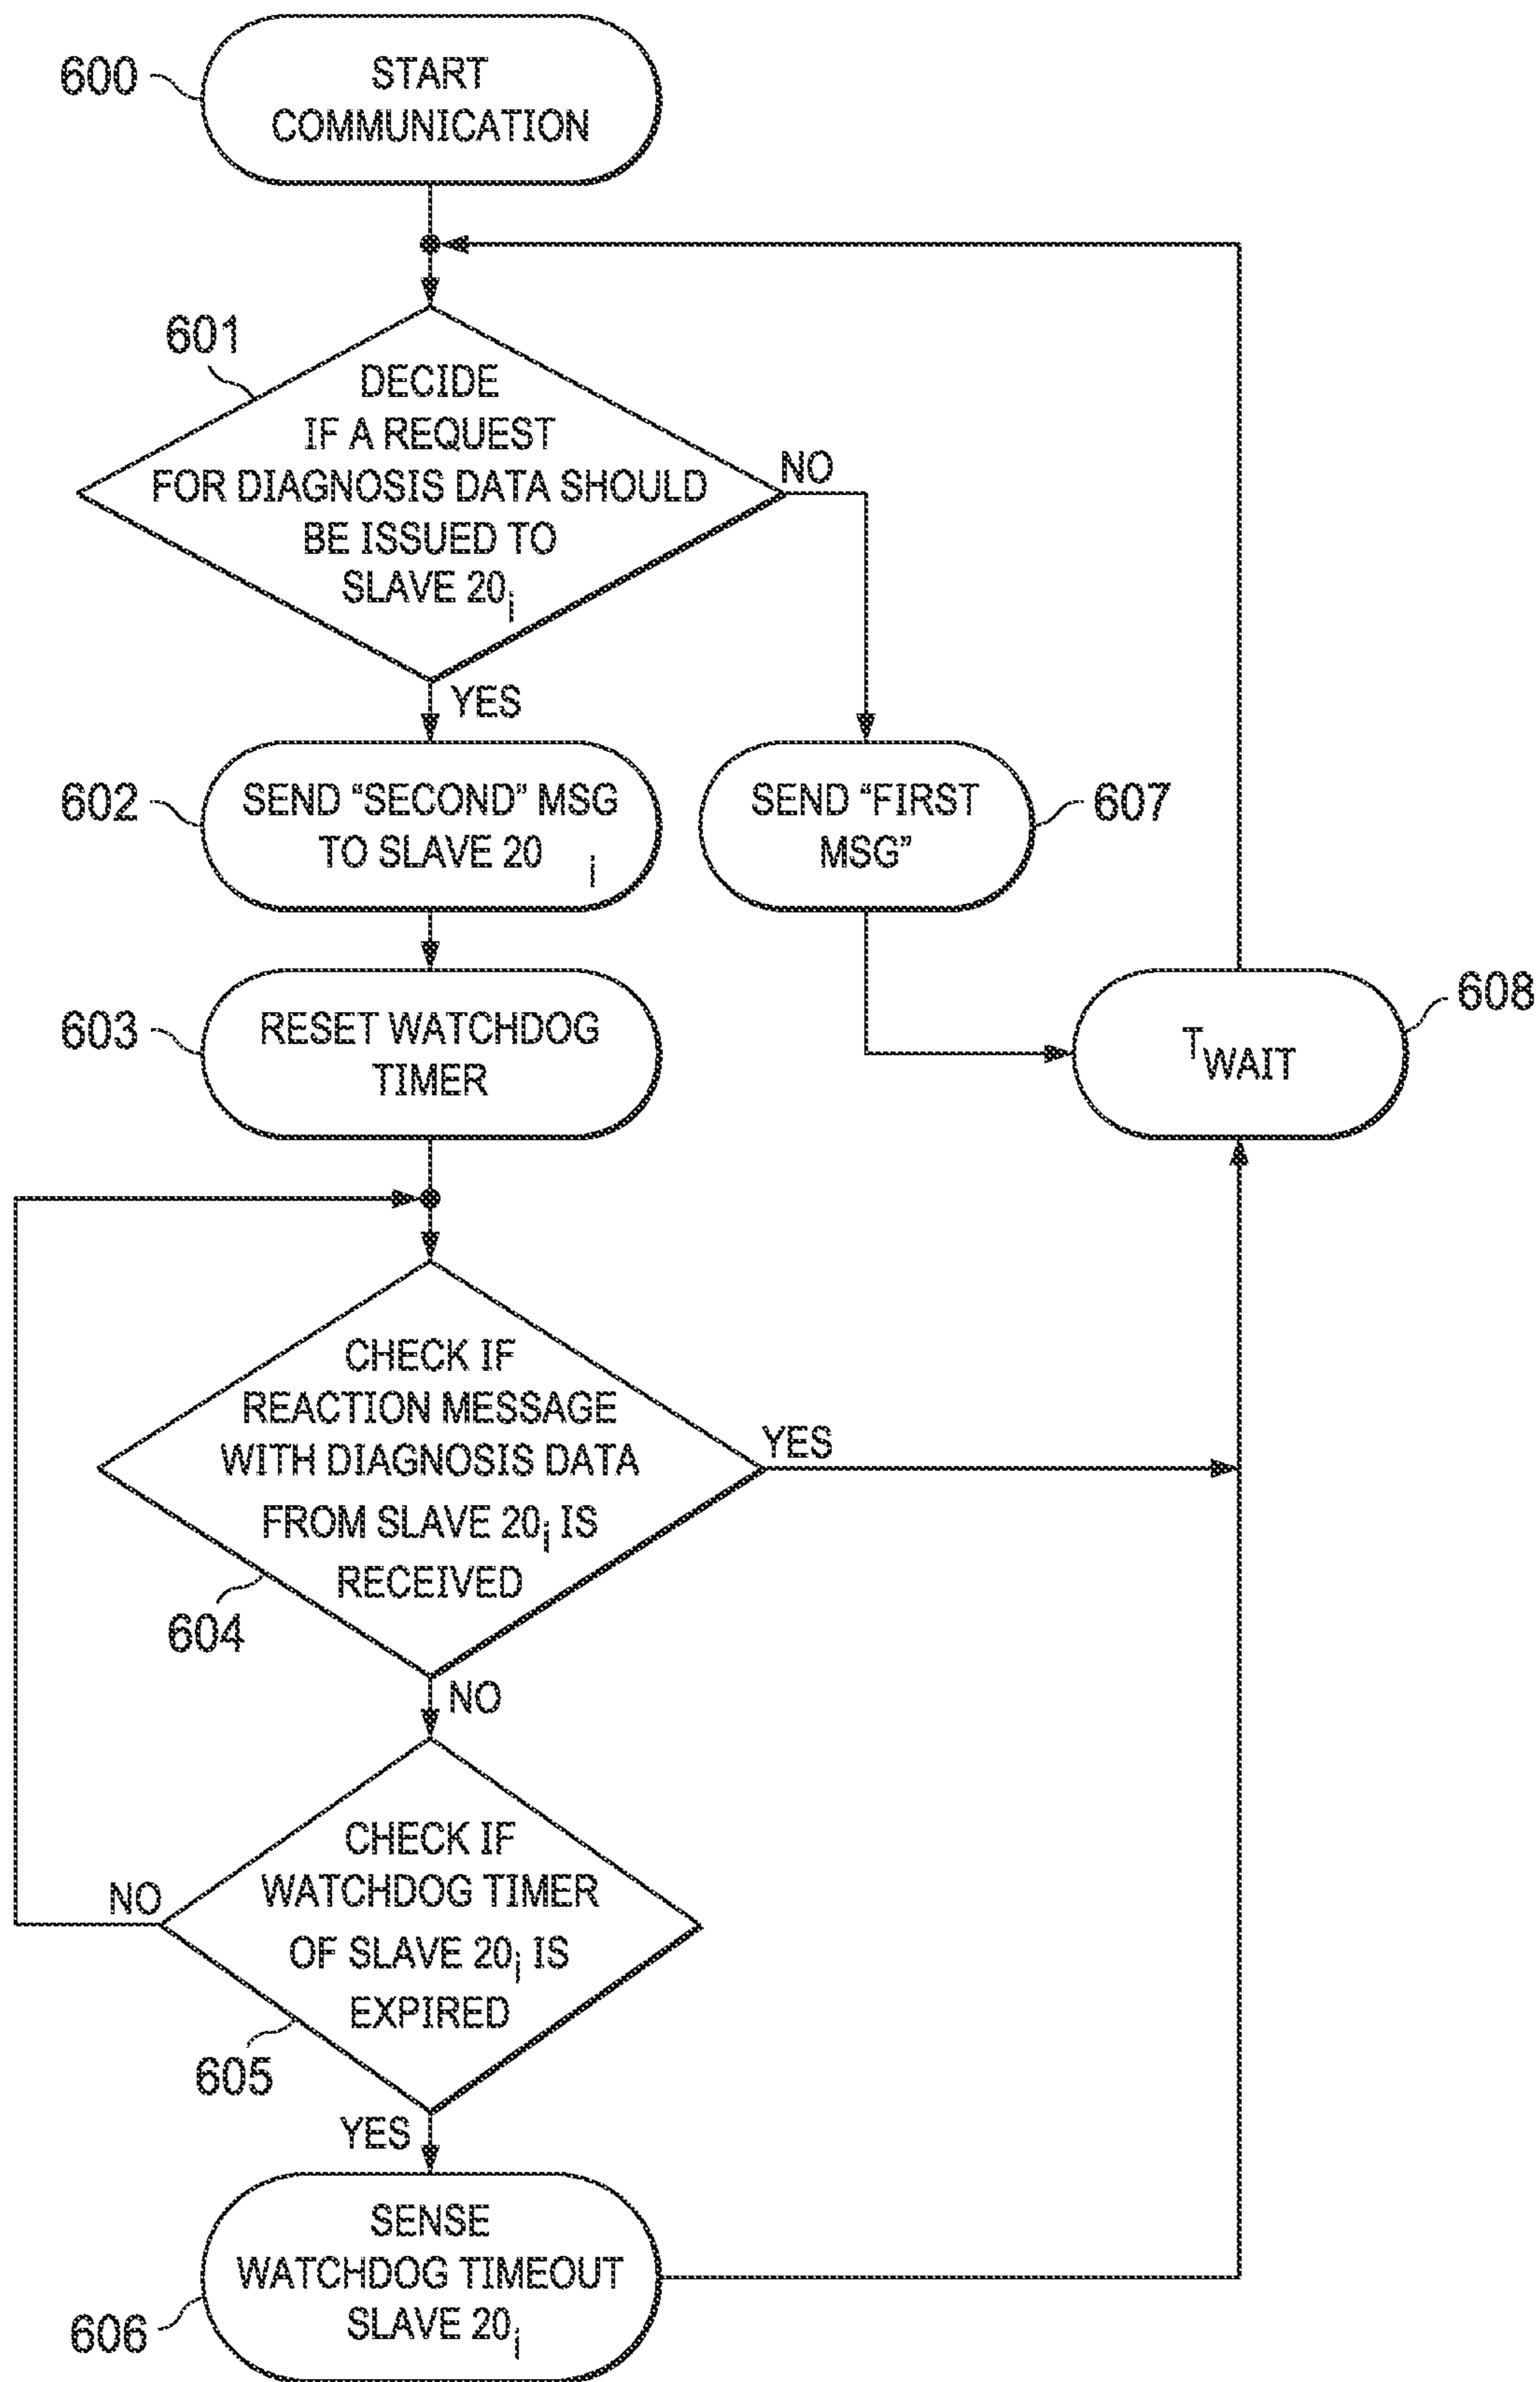 600
START
COMMUNICATION
601
DECIDE
IF A REQUEST
FOR DIAGNOSIS DATA SHOULD
BE ISSUED TO
SLAVE 20i
NO
YES
602
SEND “SECOND” MSG
TO SLAVE 20 i
SEND “FIRST
MSG”
607
603
RESET WATCHDOG
TIMER
TWAIT
608
CHECK IF
REACTION MESSAGE
WITH DIAGNOSIS DATA
FROM SLAVE 20i IS
RECEIVED
YES
604
NO
CHECK IF
WATCHDOG TIMER
OF SLAVE 20i IS
EXPIRED
NO
605
YES
SENSE
WATCHDOG TIMEOUT
SLAVE 20i
606